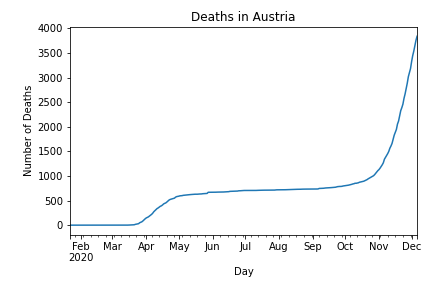 Deaths in Austria
Number of Deaths
4000
3500
3000
2500
2000
1500
1000
500
0
Feb Mar Apr May Jun Jul Aug Sep Oct Nov Dec
2020
Day